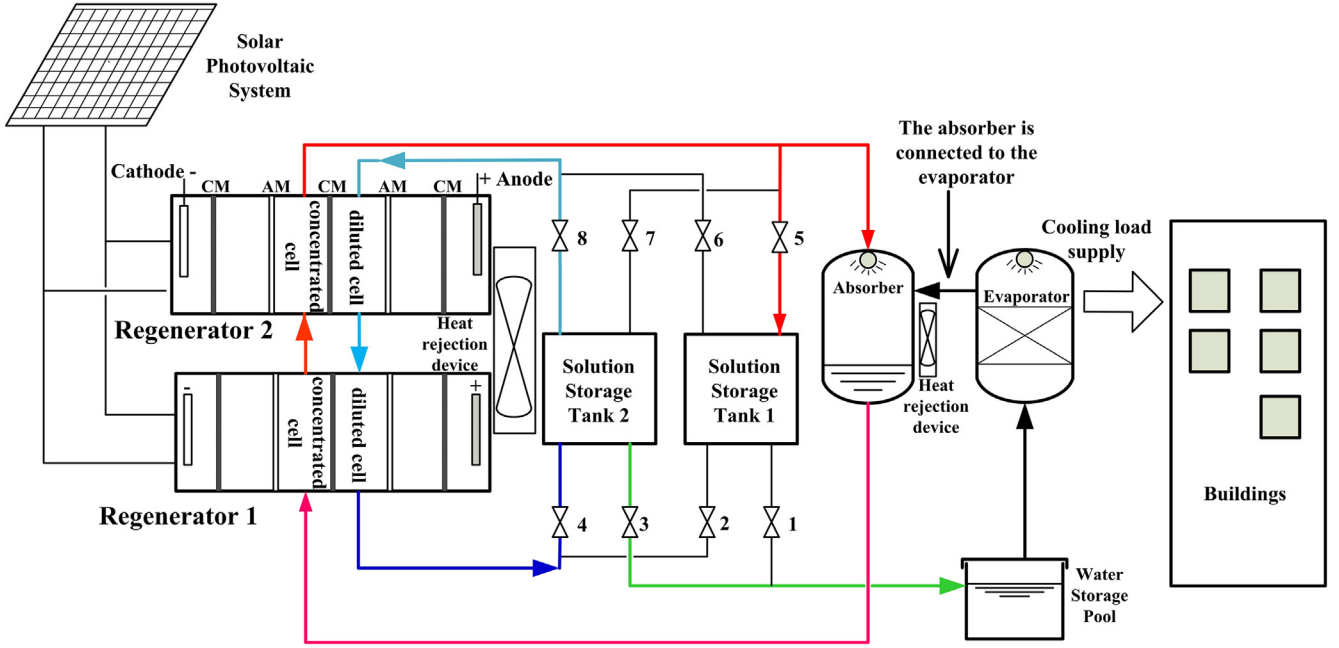 Solar
Photovoltaic
System
The absorber is
connected to the
evaporator
Cathode -
CM
AM
CM
AM
CM
+ Anode
concentrated
cell
diluted cell
Regenerator 2
Heat
rejection
device
8
7
6
5
Absorber
Evaporator
Cooling load
supply
Solution
Storage
Tank 2
Solution
Storage
Tank 1
Heat
rejection
device
-
concentrated
cell
diluted cell
+
Regenerator 1
4
3
2
1
Buildings
Water
Storage
Pool